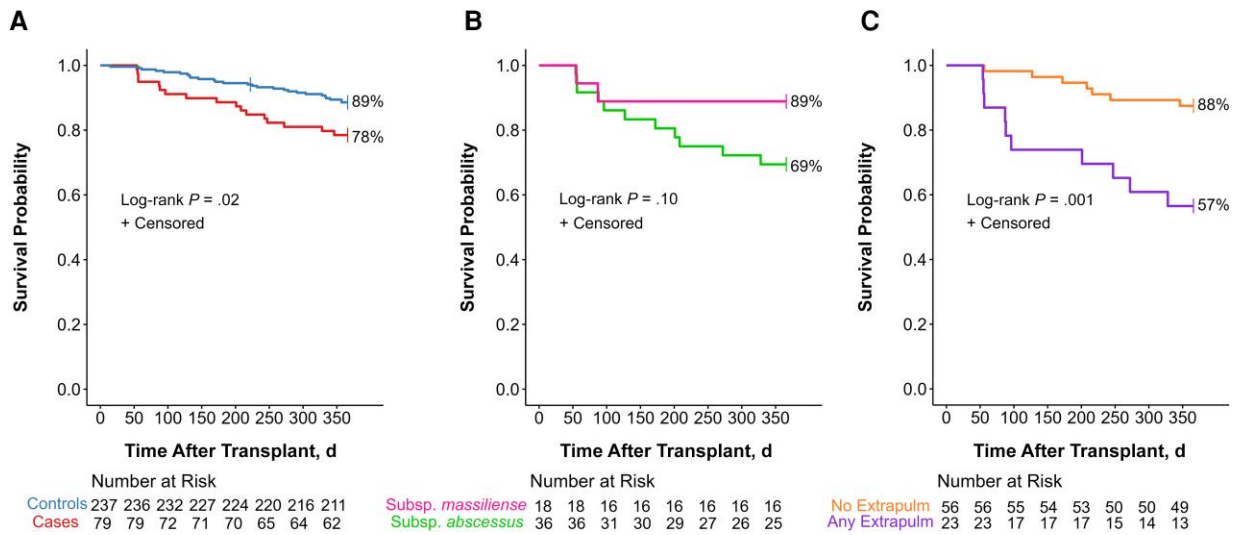 A
Survival Probability
1.0
0.8
0.6
0.4
0.2
0.0
89%
78%
Log-rank P = .02
+ Censored
0 50 100 150 200 250 300 350
Time After Transplant, d
Number at Risk
Controls 237 236 232 227 224 220 216 211
Cases 79 79 72 71 70 65 64 62
B
Survival Probability
1.0
0.8
0.6
0.4
0.2
0.0
89%
69%
Log-rank P = .10
+ Censored
0 50 100 150 200 250 300 350
Time After Transplant, d
Number at Risk
Subsp. massiliense 18 18 16 16 16 16 16 16
Subsp. abscessus 36 36 31 30 29 27 26 25
C
Survival Probability
1.0
0.8
0.6
0.4
0.2
0.0
88%
57%
Log-rank P = .001
+ Censored
0 50 100 150 200 250 300 350
Time After Transplant, d
Number at Risk
No Extrapulm 56 56 55 54 53 50 50 49
Any Extrapulm 23 23 17 17 17 15 14 13